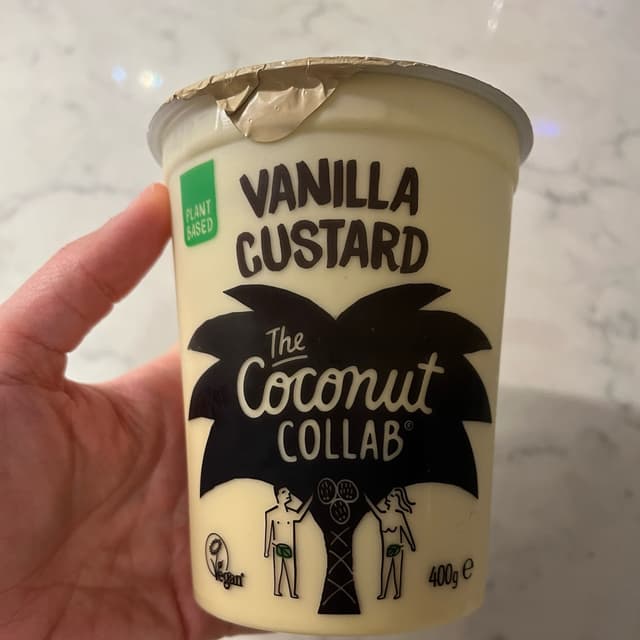 PLANT
BASED
VANILLA
CUSTARD
The
Coconut
COLLAB®
Vegan
400g e